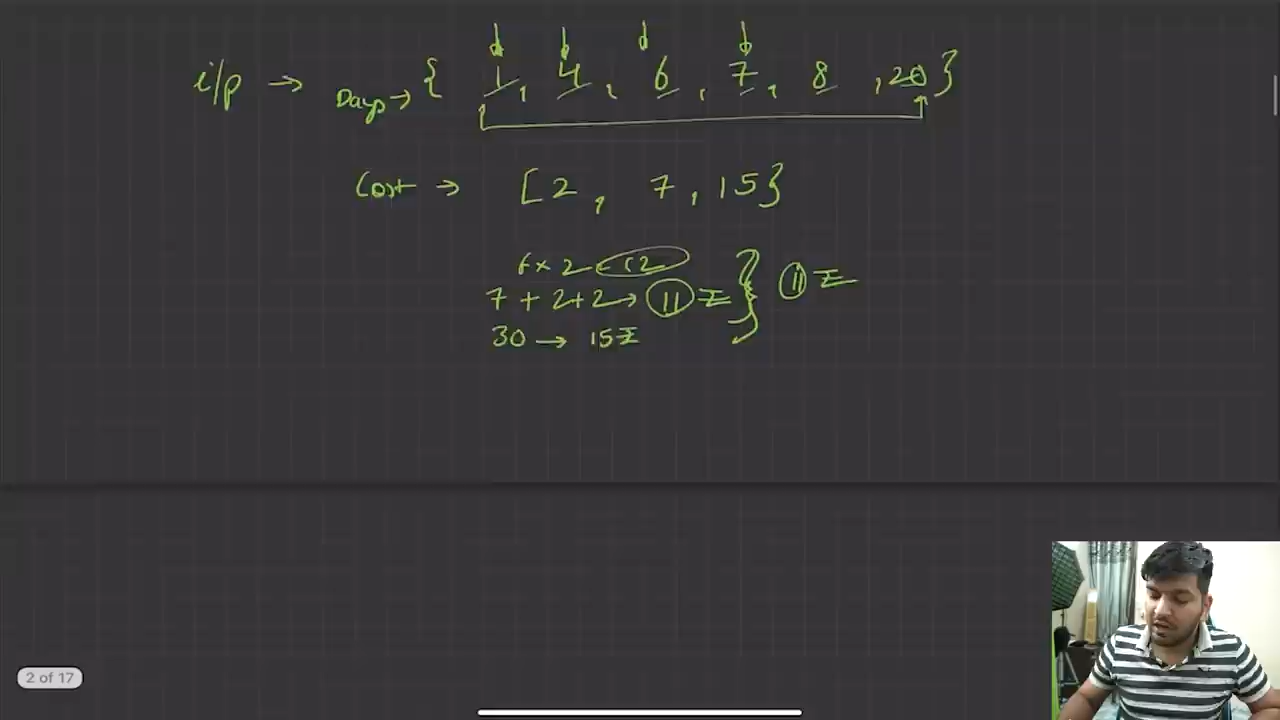 i/p → Days → { 1, 4, 6, 7, 8, 20 }
Cost → [2, 7, 15}
6 x 2 = 12
7 + 2 + 2 → 11 } 11
30 → 15
2 of 17